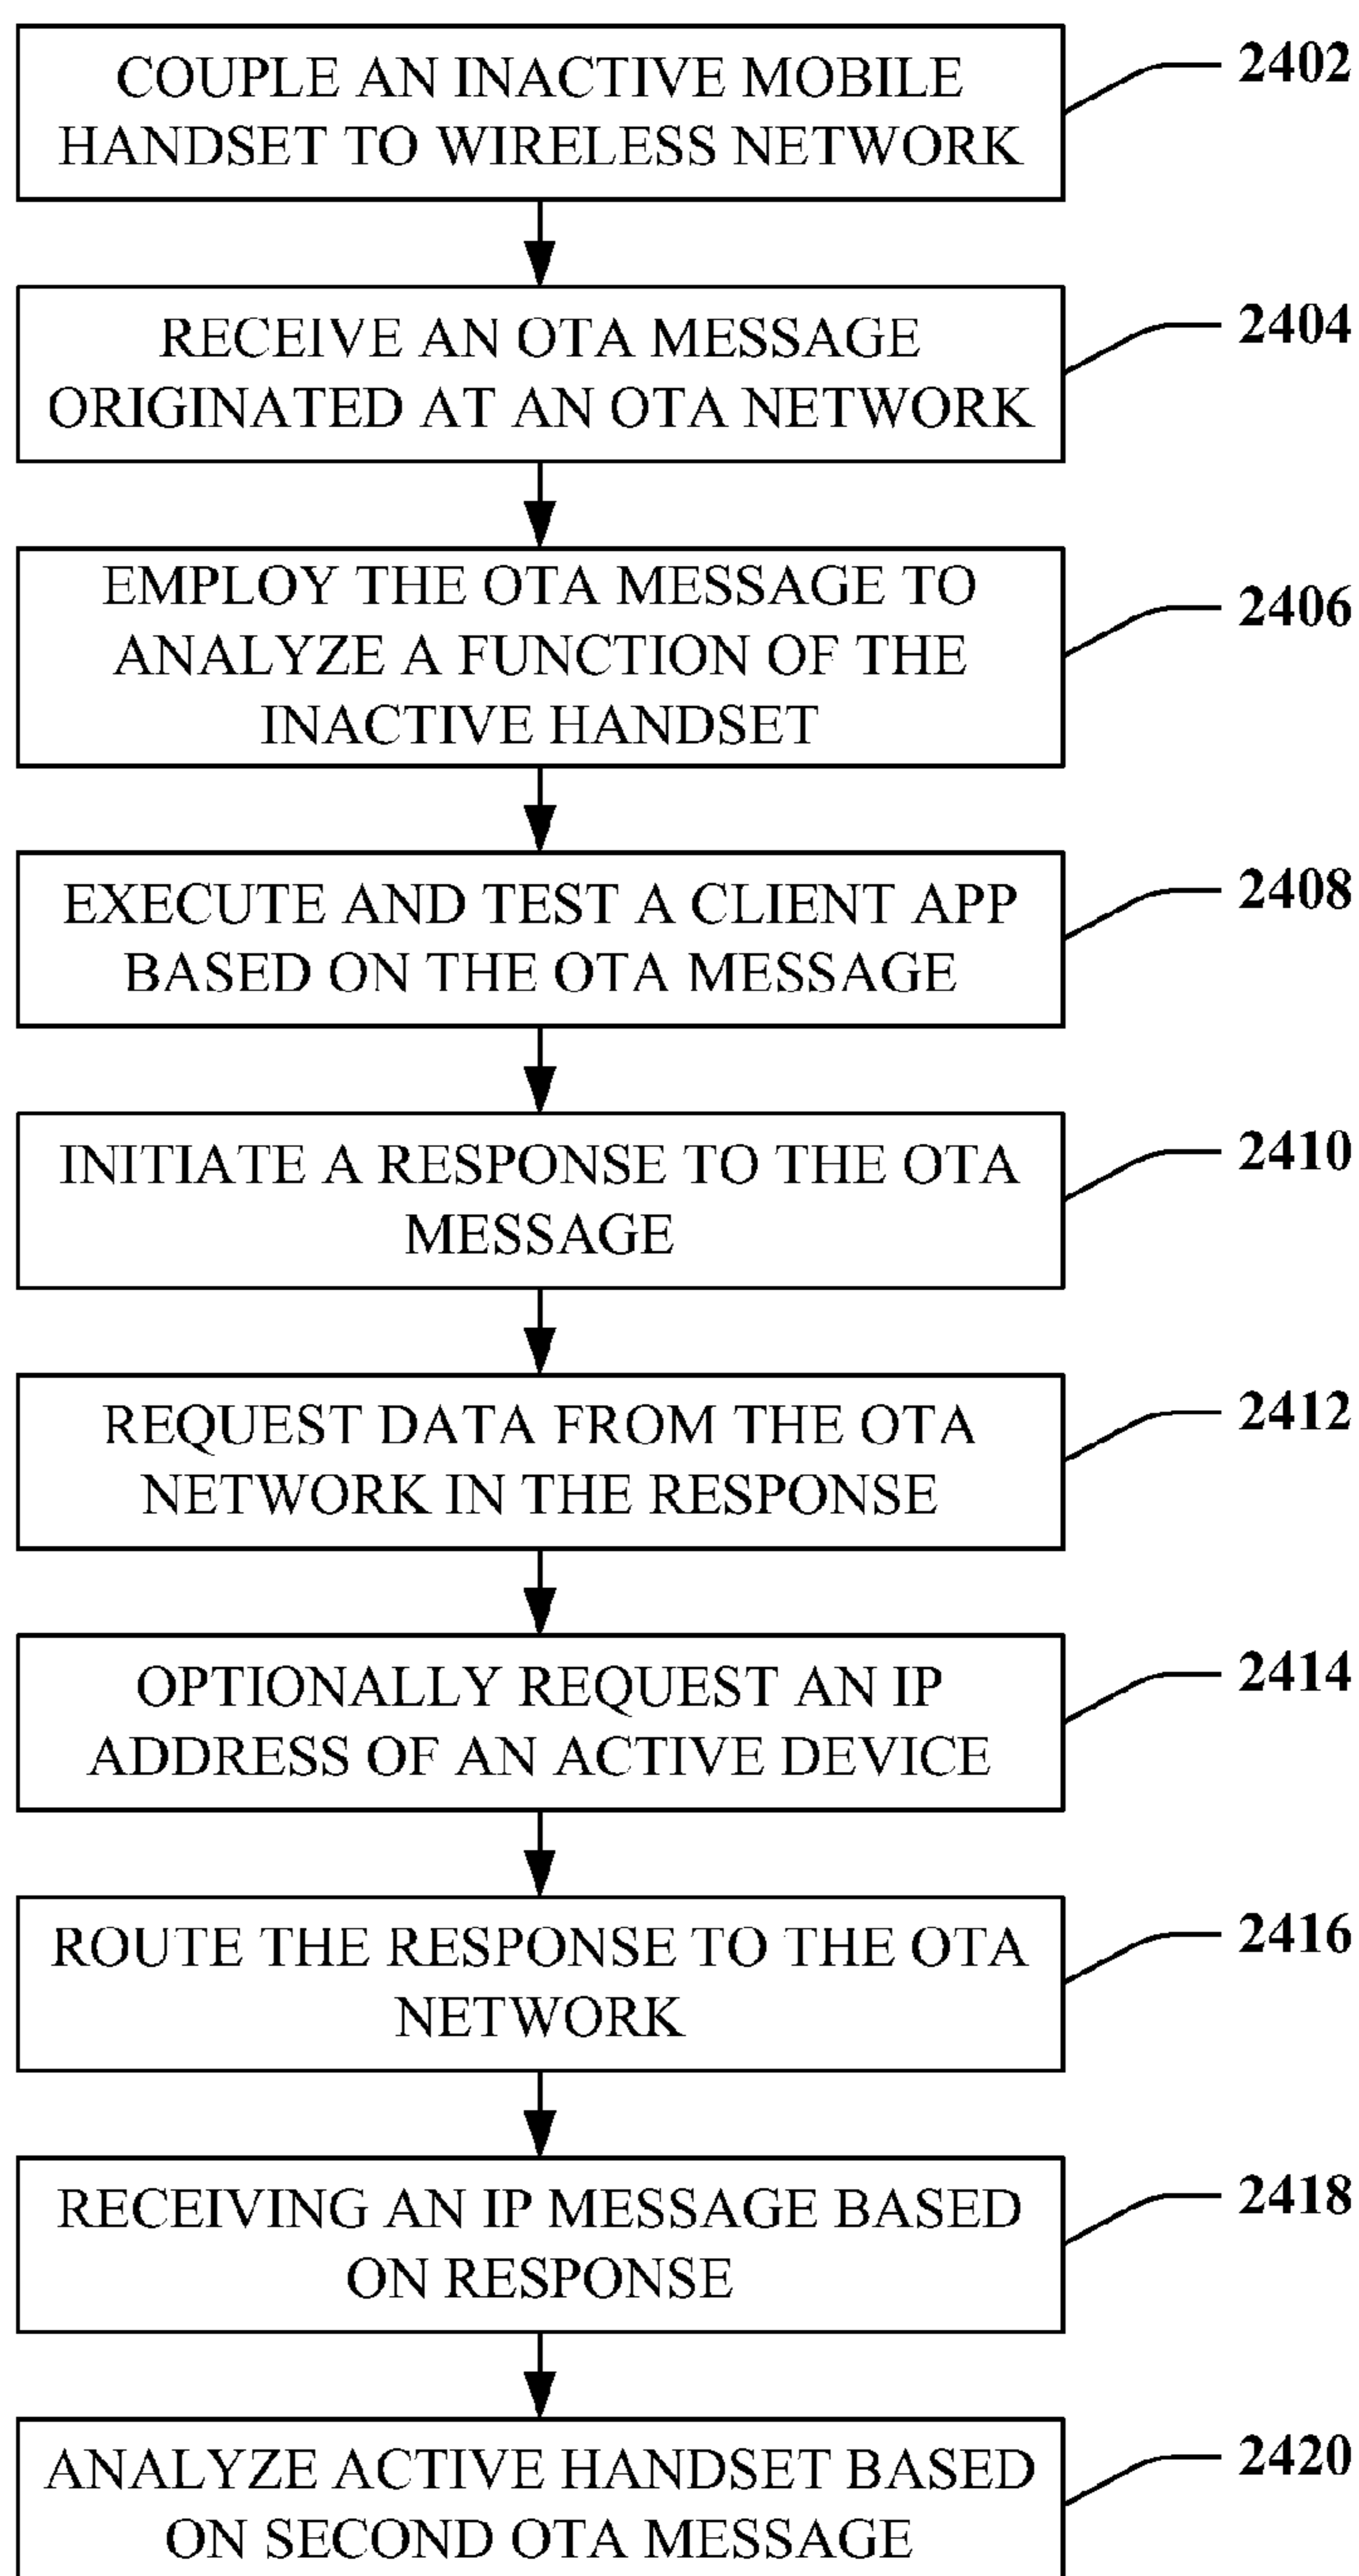 COUPLE AN INACTIVE MOBILE
HANDSET TO WIRELESS NETWORK
2402
RECEIVE AN OTA MESSAGE
ORIGINATED AT AN OTA NETWORK
2404
EMPLOY THE OTA MESSAGE TO
ANALYZE A FUNCTION OF THE
INACTIVE HANDSET
2406
EXECUTE AND TEST A CLIENT APP
BASED ON THE OTA MESSAGE
2408
INITIATE A RESPONSE TO THE OTA
MESSAGE
2410
REQUEST DATA FROM THE OTA
NETWORK IN THE RESPONSE
2412
OPTIONALLY REQUEST AN IP
ADDRESS OF AN ACTIVE DEVICE
2414
ROUTE THE RESPONSE TO THE OTA
NETWORK
2416
RECEIVING AN IP MESSAGE BASED
ON RESPONSE
2418
ANALYZE ACTIVE HANDSET BASED
ON SECOND OTA MESSAGE
2420